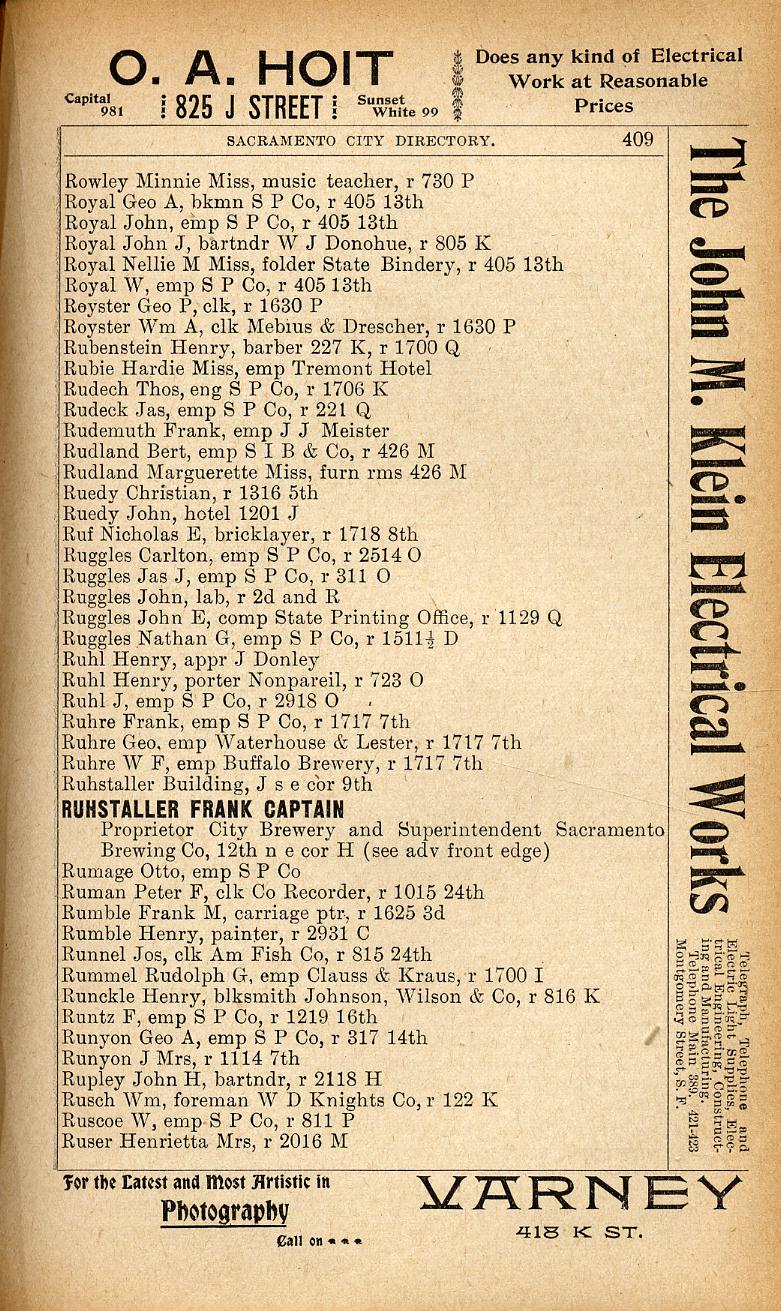 O. A. HOIT
Capital 981
825 J STREET
Sunset White 99
Does any kind of Electrical
Work at Reasonable
Prices
SACRAMENTO CITY DIRECTORY. 409
Rowley Minnie Miss, music teacher, r 730 P
Royal Geo A, bkmn S P Co, r 405 13th
Royal John, emp S P Co, r 405 13th
Royal John J, bartndr W J Donohue, r 805 K
Royal Nellie M Miss, folder State Bindery, r 405 13th
Royal W, emp S P Co, r 405 13th
Royster Geo P, clk, r 1630 P
Royster Wm A, clk Mebius & Drescher, r 1630 P
Rubenstein Henry, barber 227 K, r 1700 Q
Rubie Hardie Miss, emp Tremont Hotel
Rudech Thos, eng S P Co, r 1706 K
Rudeck Jas, emp S P Co, r 221 Q
Rudemuth Frank, emp J J Meister
Rudland Bert, emp S I B & Co, r 426 M
Rudland Marguerette Miss, furn rms 426 M
Ruedy Christian, r 1316 5th
Ruedy John, hotel 1201 J
Ruf Nicholas E, bricklayer, r 1718 8th
Ruggles Carlton, emp S P Co, r 2514 O
Ruggles Jas J, emp S P Co, r 311 O
Ruggles John, lab, r 2d and R
Ruggles John E, comp State Printing Office, r 1129 Q
Ruggles Nathan G, emp S P Co, r 1511½ D
Ruhl Henry, appr J Donley
Ruhl Henry, porter Nonpareil, r 723 O
Ruhl J, emp S P Co, r 2918 O
Ruhre Frank, emp S P Co, r 1717 7th
Ruhre Geo, emp Waterhouse & Lester, r 1717 7th
Ruhre W F, emp Buffalo Brewery, r 1717 7th
Ruhstaller Building, J s e cor 9th
RUHSTALLER FRANK CAPTAIN
Proprietor City Brewery and Superintendent Sacramento
Brewing Co, 12th n e cor H (see adv front edge)
Rumage Otto, emp S P Co
Ruman Peter F, clk Co Recorder, r 1015 24th
Rumble Frank M, carriage ptr, r 1625 3d
Rumble Henry, painter, r 2931 C
Runnel Jos, clk Am Fish Co, r 815 24th
Rummel Rudolph G, emp Clauss & Kraus, r 1700 I
Runckle Henry, blksmith Johnson, Wilson & Co, r 816 K
Runtz F, emp S P Co, r 1219 16th
Runyon Geo A, emp S P Co, r 317 14th
Runyon J Mrs, r 1114 7th
Rupley John H, bartndr, r 2118 H
Rusch Wm, foreman W D Knights Co, r 122 K
Ruscoe W, emp S P Co, r 811 P
Ruser Henrietta Mrs, r 2016 M
The John M. Klein Electrical Works
Telegraph, Telephone and
Electric Light Supplies, Elec-
trical Engineering, Construct-
ing and Manufacturing.
Telephone Main 389. 421-423
Montgomery Street, S. F.
For the Latest and Most Artistic in
Photography
Call on
VARNEY
418 K ST.